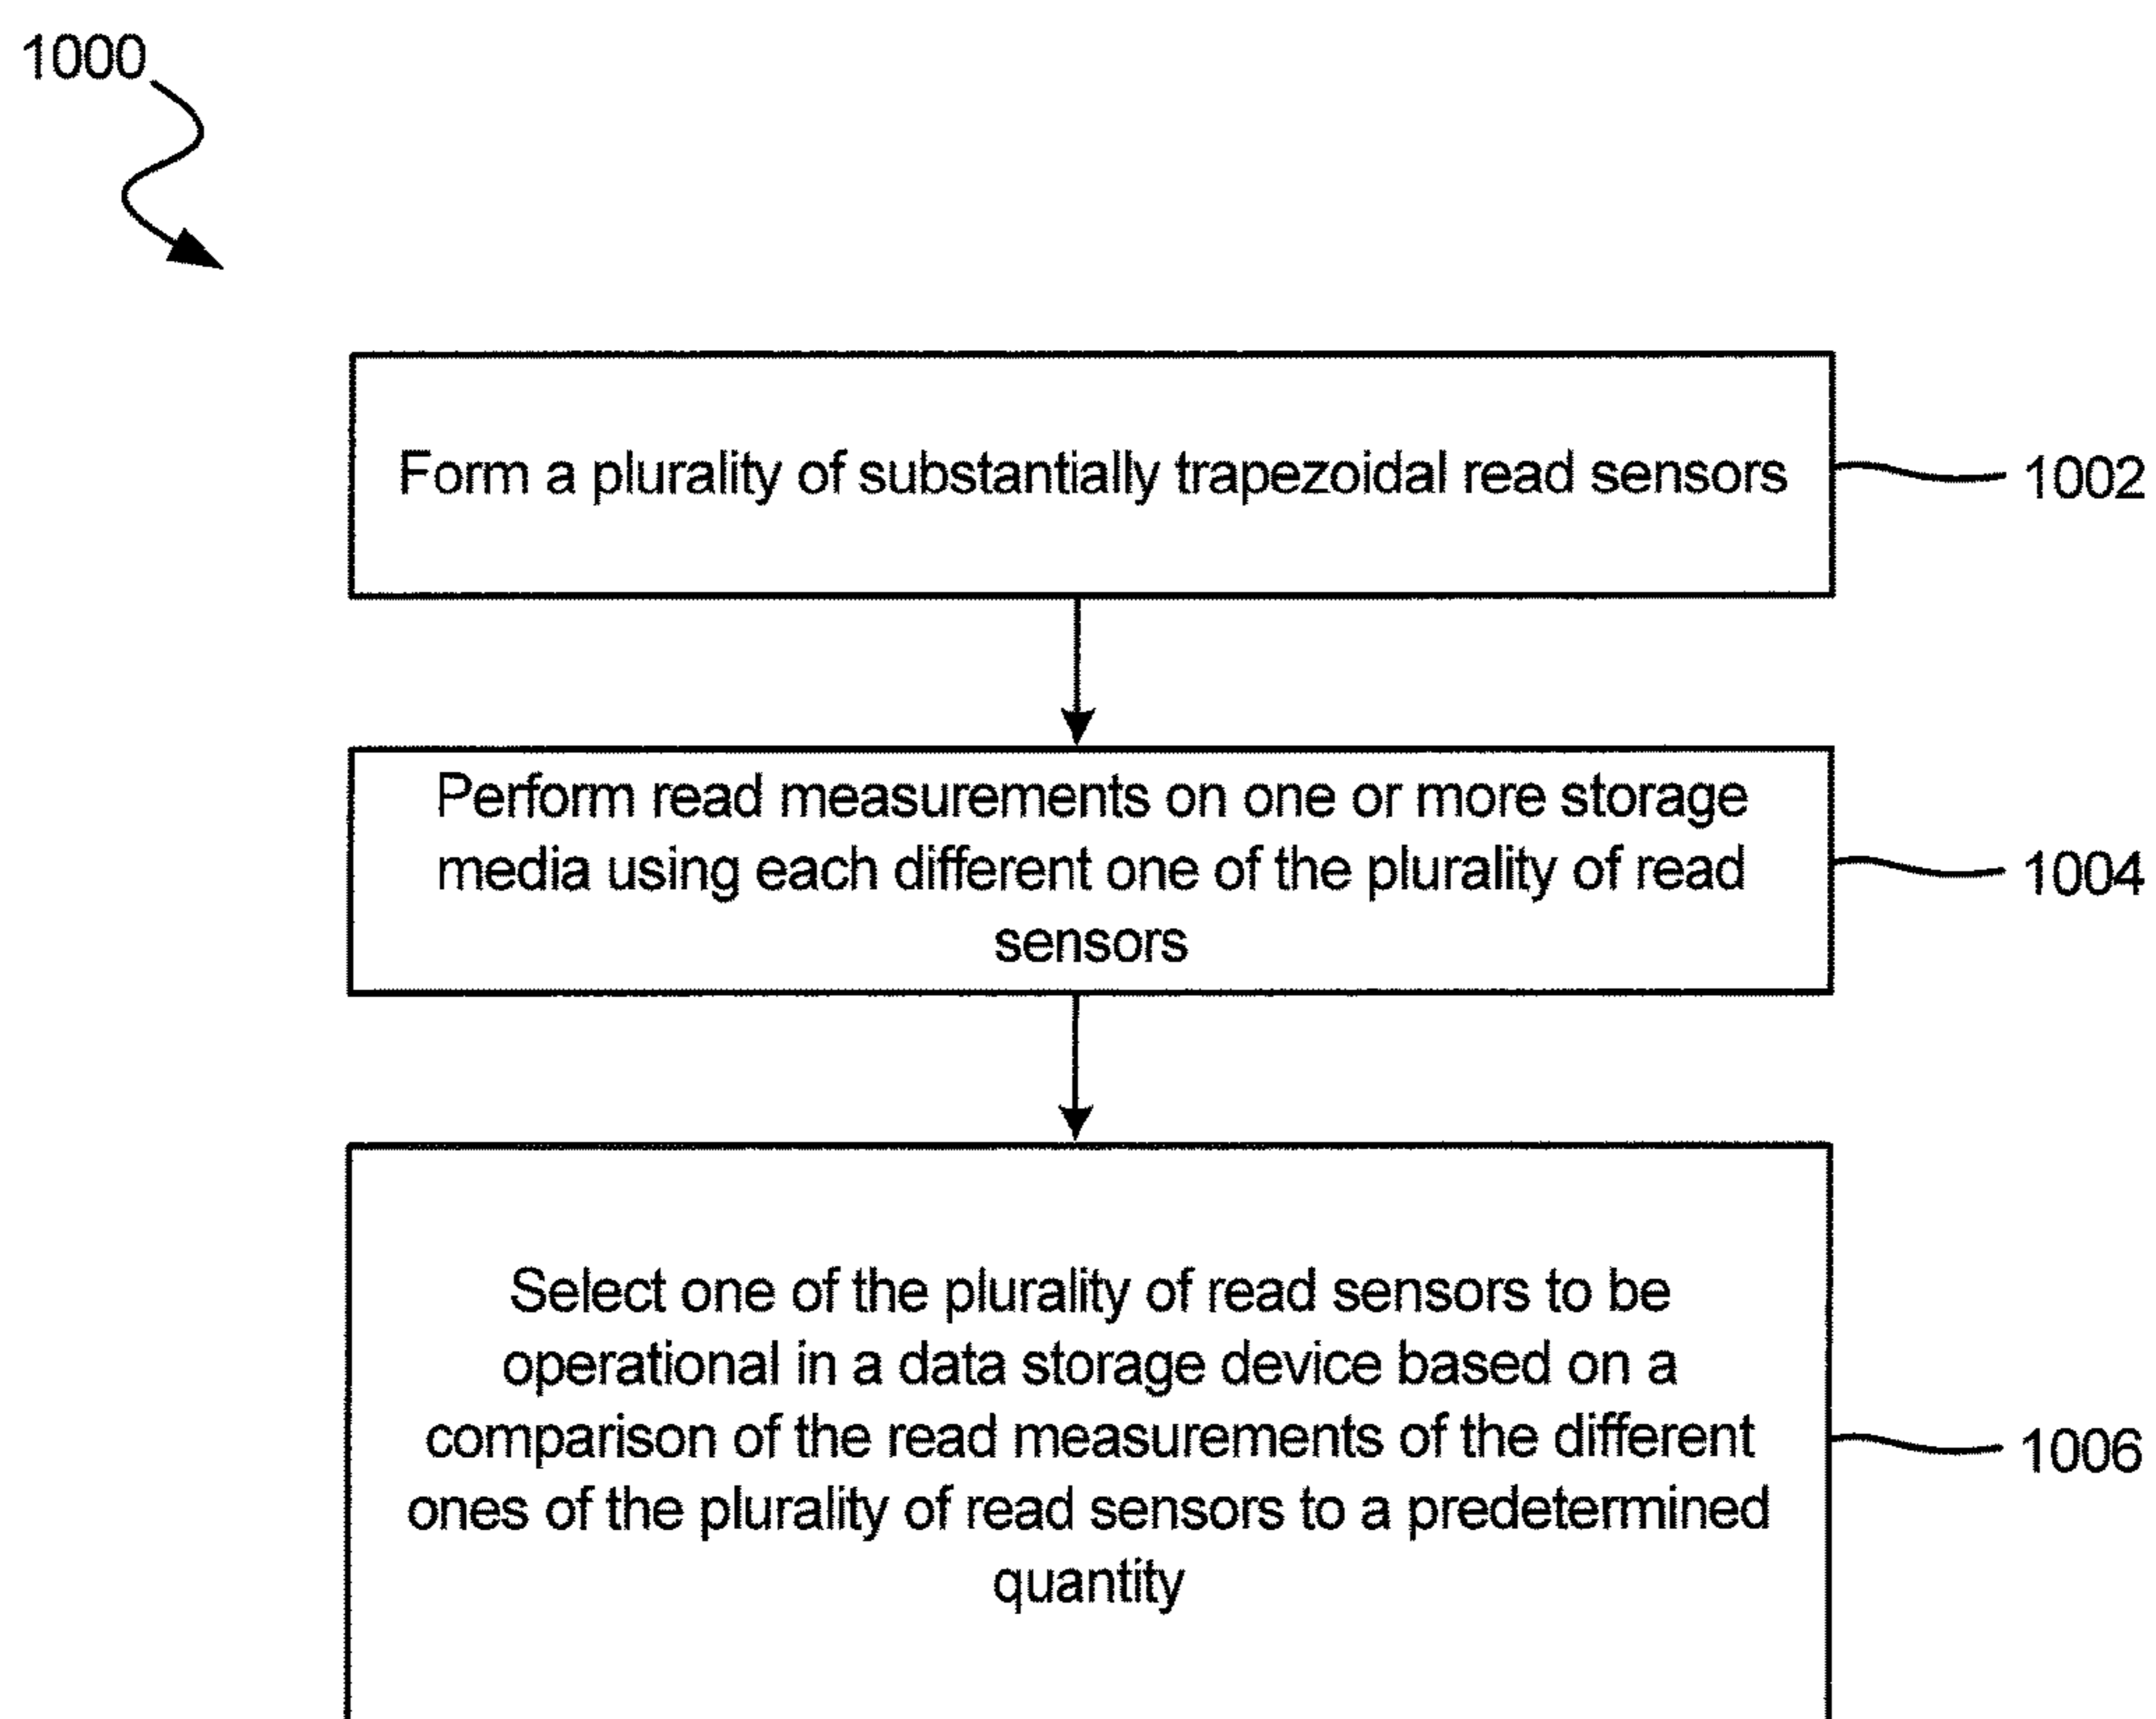 1000
Form a plurality of substantially trapezoidal read sensors
1002
Perform read measurements on one or more storage
media using each different one of the plurality of read
sensors
1004
Select one of the plurality of read sensors to be
operational in a data storage device based on a
comparison of the read measurements of the different
ones of the plurality of read sensors to a predetermined
quantity
1006